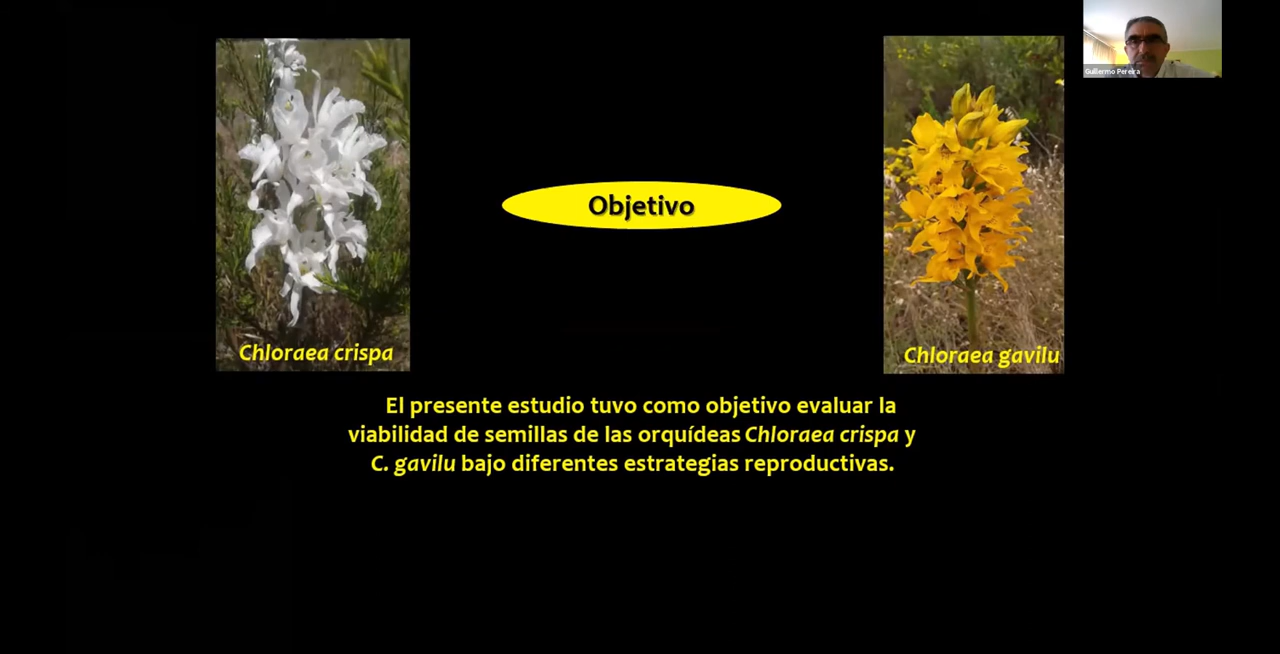 Guillermo Pereira
Objetivo
Chloraea crispa
Chloraea gavilu
El presente estudio tuvo como objetivo evaluar la
viabilidad de semillas de las orquídeas Chloraea crispa y
C. gavilu bajo diferentes estrategias reproductivas.